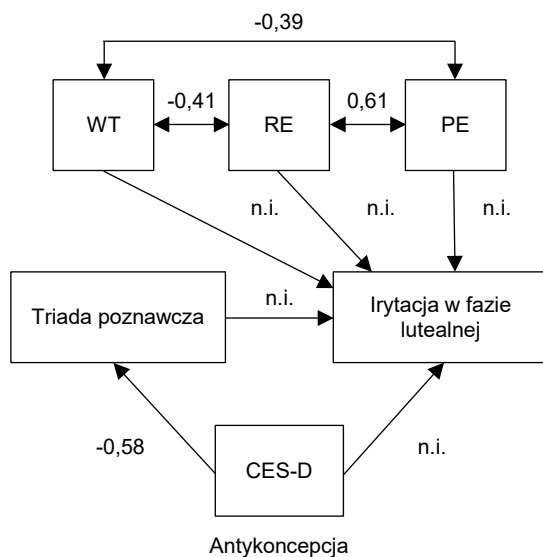 -0,39
-0,41
0,61
WT
RE
PE
n.i.
n.i.
n.i.
Triada poznawcza
n.i.
Irytacja w fazie
lutealnej
-0,58
CES-D
n.i.
Antykoncepcja